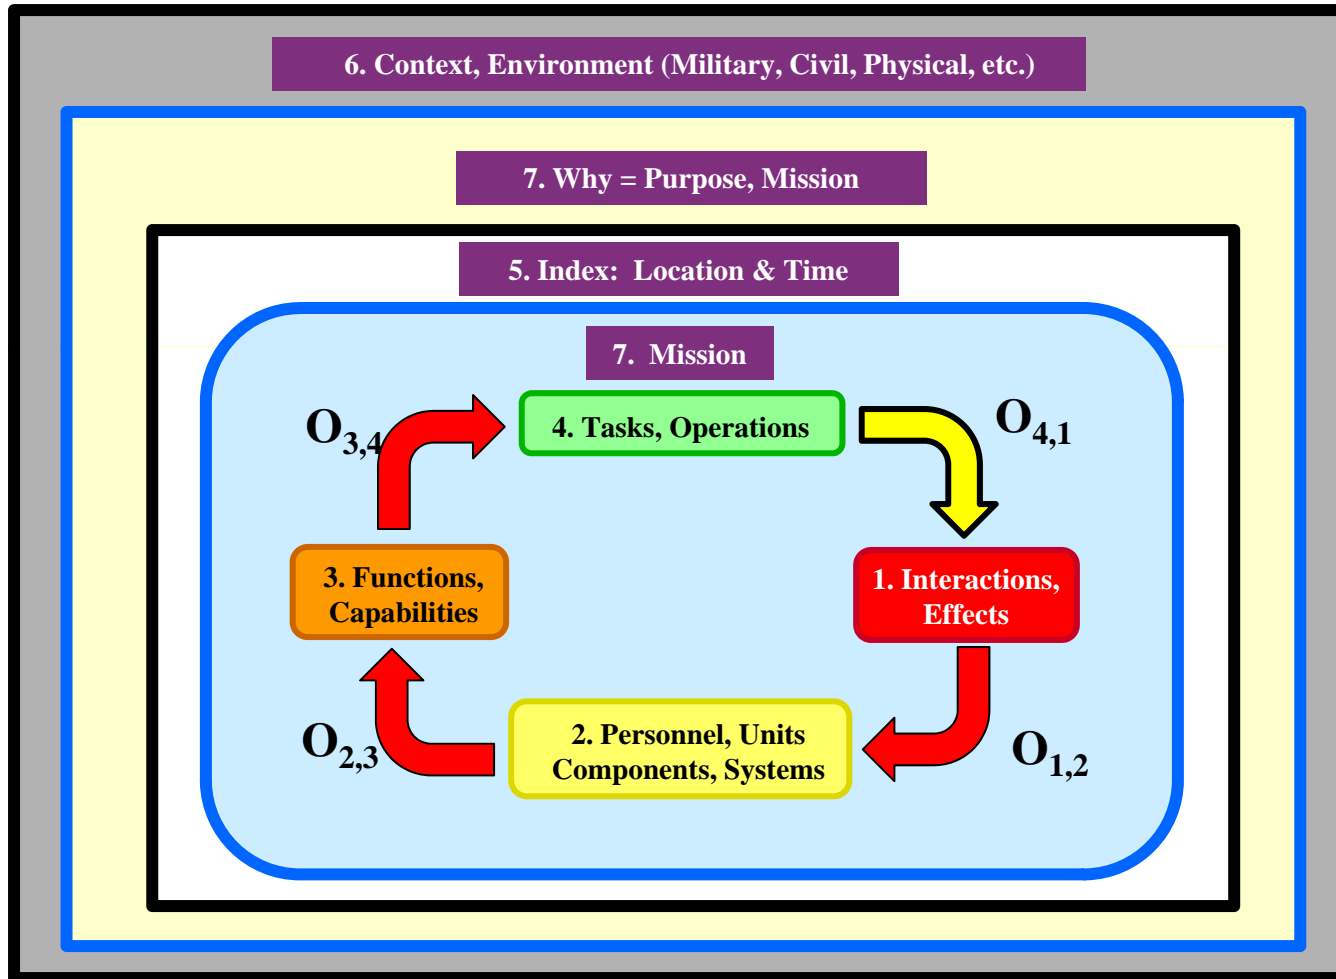 6. Context, Environment (Military, Civil, Physical, etc.)
7. Why = Purpose, Mission
5. Index:  Location & Time
7.  Mission
O3,4
4. Tasks, Operations
O4,1
3. Functions,
Capabilities
1. Interactions,
Effects
O2,3
2. Personnel, Units
Components, Systems
O1,2